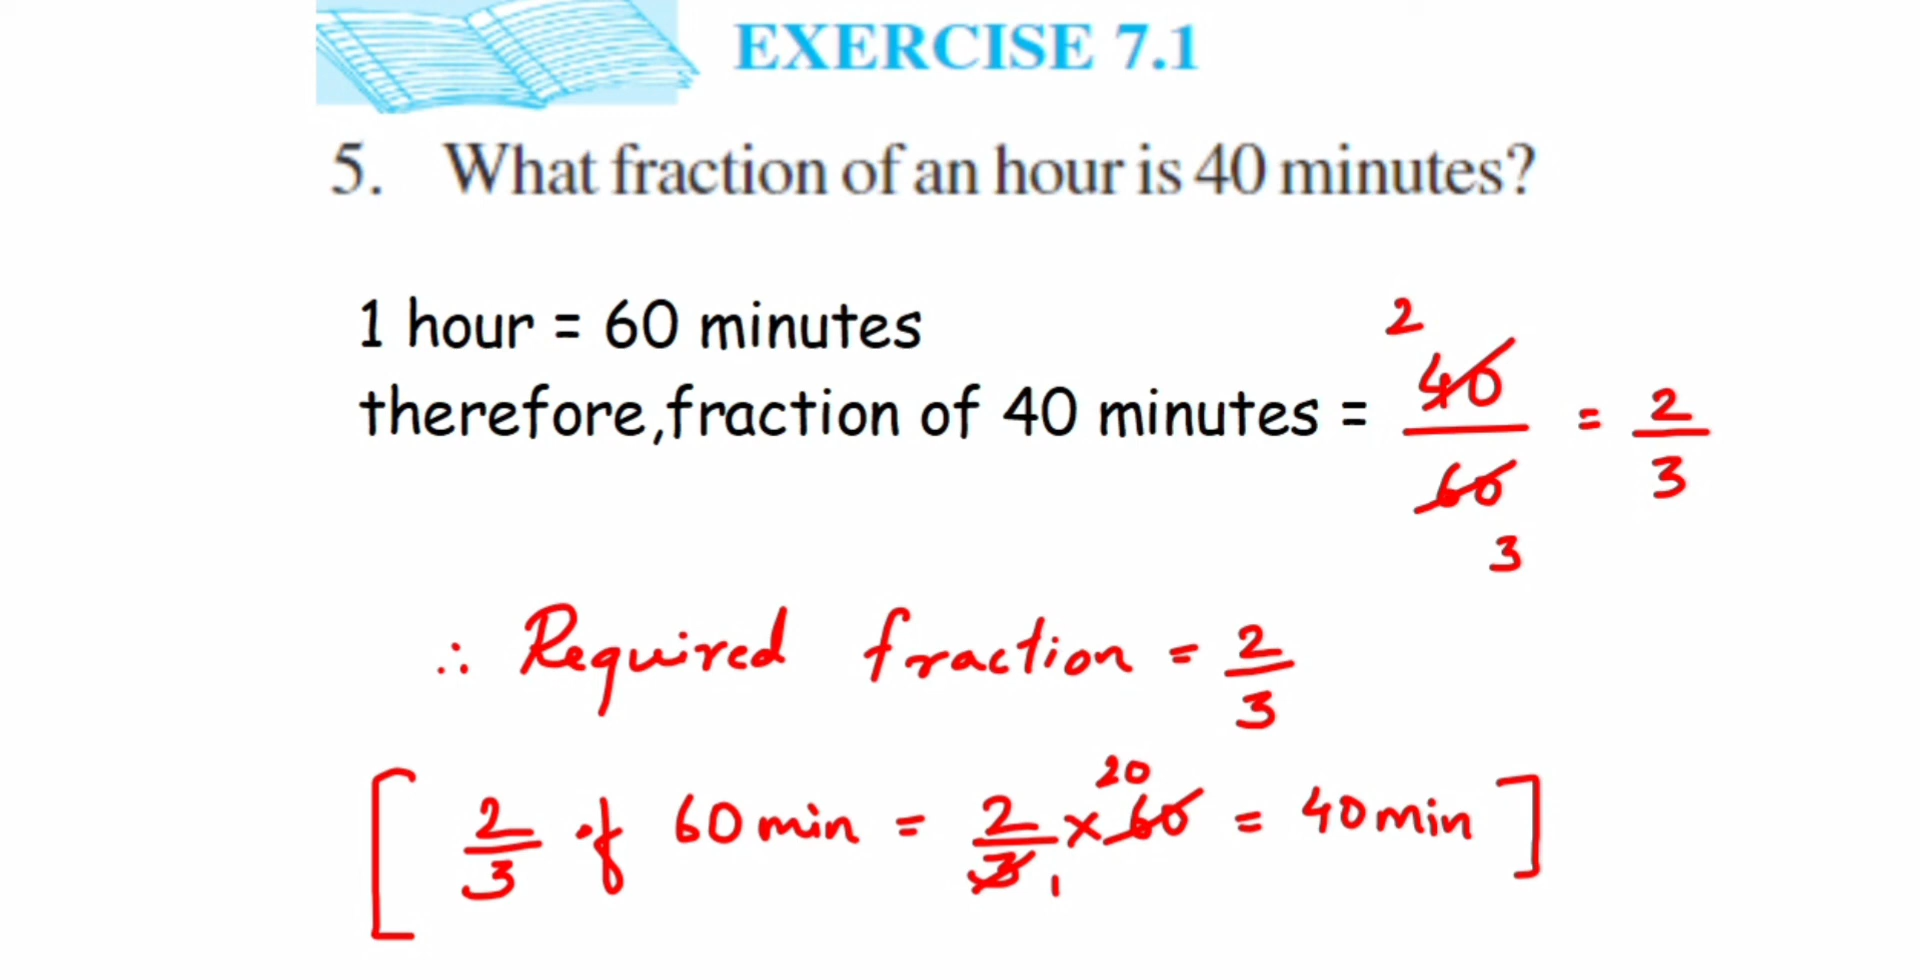 EXERCISE 7.1
5. What fraction of an hour is 40 minutes?
1 hour = 60 minutes
therefore,fraction of 40 minutes = 2 40/60 3 = 2/3
∴ Required fraction = 2/3
[ 2/3 of 60 min = 2/3 1 × 60 20 = 40 min ]